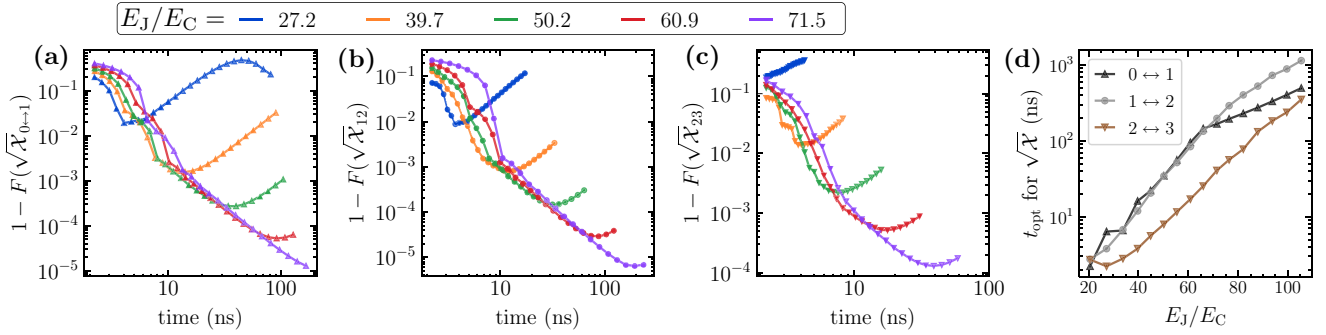 E_J/E_C = 27.2 39.7 50.2 60.9 71.5
(a)
1 − F(√𝒳_{0↔1})
10^{-1}
10^{-2}
10^{-3}
10^{-4}
10^{-5}
10 100
time (ns)
(b)
1 − F(√𝒳_{12})
10^{-1}
10^{-2}
10^{-3}
10^{-4}
10^{-5}
10 100
time (ns)
(c)
1 − F(√𝒳_{23})
10^{-1}
10^{-2}
10^{-3}
10^{-4}
10 100
time (ns)
(d)
t_{opt} for √𝒳 (ns)
10^3
10^2
10^1
0 ↔ 1
1 ↔ 2
2 ↔ 3
20 40 60 80 100
E_J/E_C